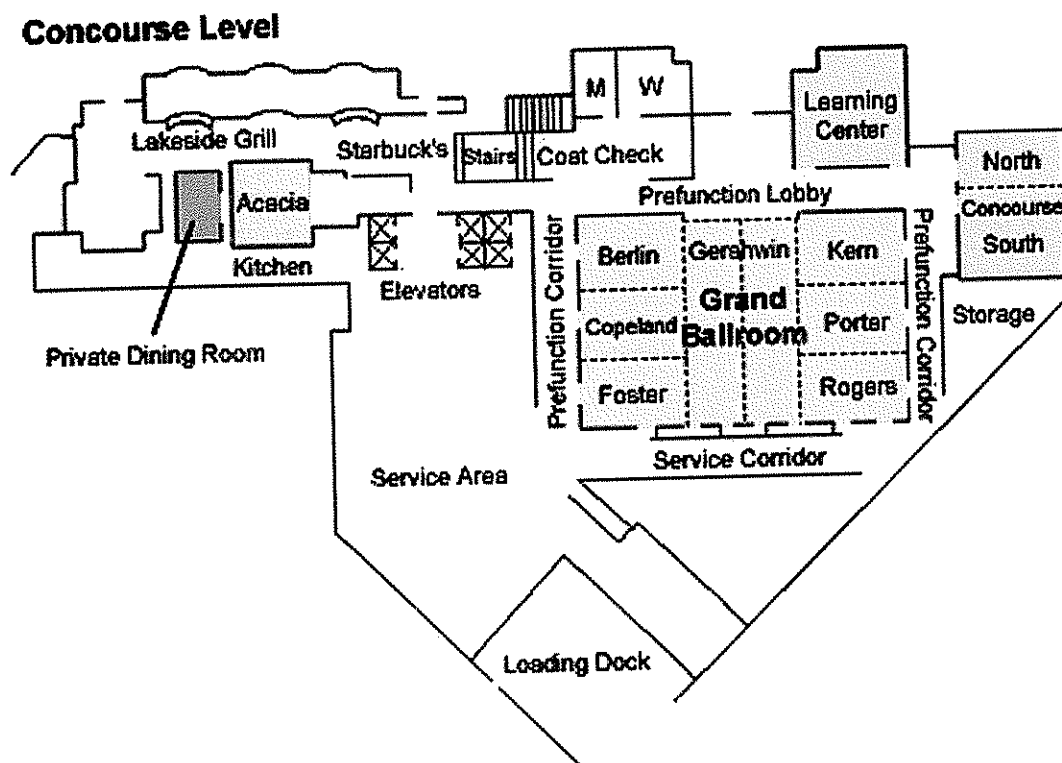 Concourse Level
M
W
Learning
Center
Lakeside Grill
Starbuck's
Stairs
Coat Check
North
Acacia
Prefunction Lobby
Concourse
South
Prefunction Corridor
Berlin
Gershwin
Kern
Prefunction Corridor
Kitchen
Elevators
Grand
Ballroom
Copeland
Porter
Storage
Private Dining Room
Foster
Rogers
Service Area
Service Corridor
Loading Dock